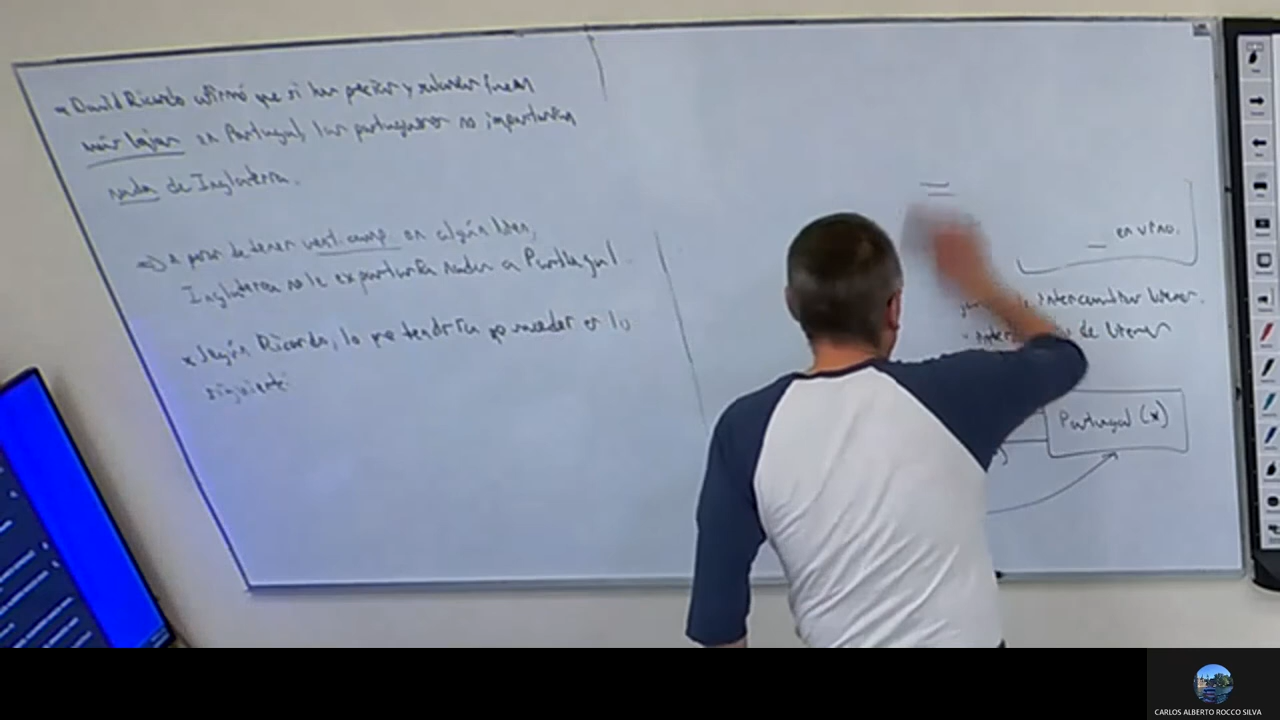 David Ricardo afirmó que si los precios y salarios fueran
más bajos en Portugal, los portugueses no importarían
nada de Inglaterra.
A pesar de tener vent. comp. en algún bien,
Inglaterra no le exportaría nada a Portugal.
* Según Ricardo, lo que tendría que suceder es lo
siguiente:
en vino.
intercambiar bienes.
de bienes
Portugal (x)
CARLOS ALBERTO ROCCO SILVA